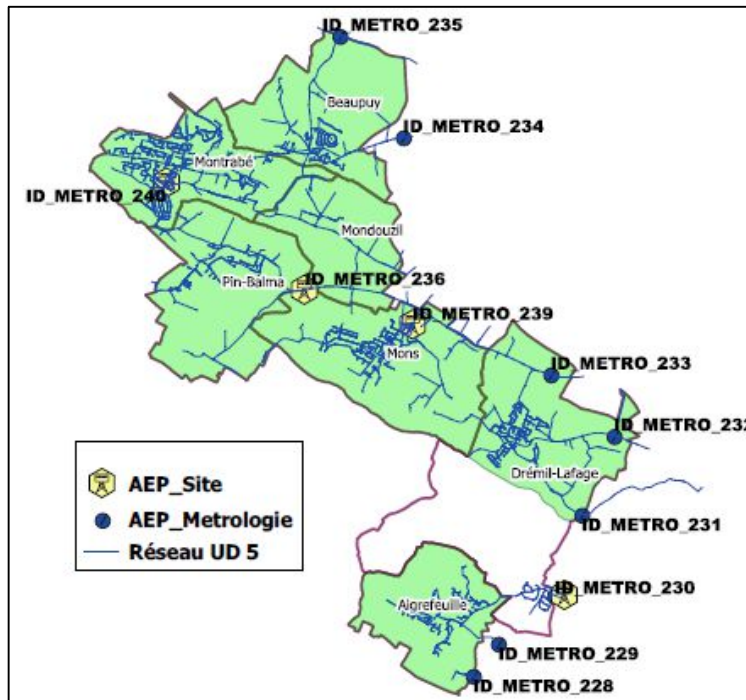 ID_METRO_235
Beaupuy
ID_METRO_234
Montrabé
ID_METRO_240
Mondouzil
Pin-Balma
ID_METRO_236
ID_METRO_239
Mons
ID_METRO_233
ID_METRO_232
Drémil-Lafage
ID_METRO_231
AEP_Site
AEP_Metrologie
Réseau UD 5
ID_METRO_230
Aigrefeuille
ID_METRO_229
ID_METRO_228